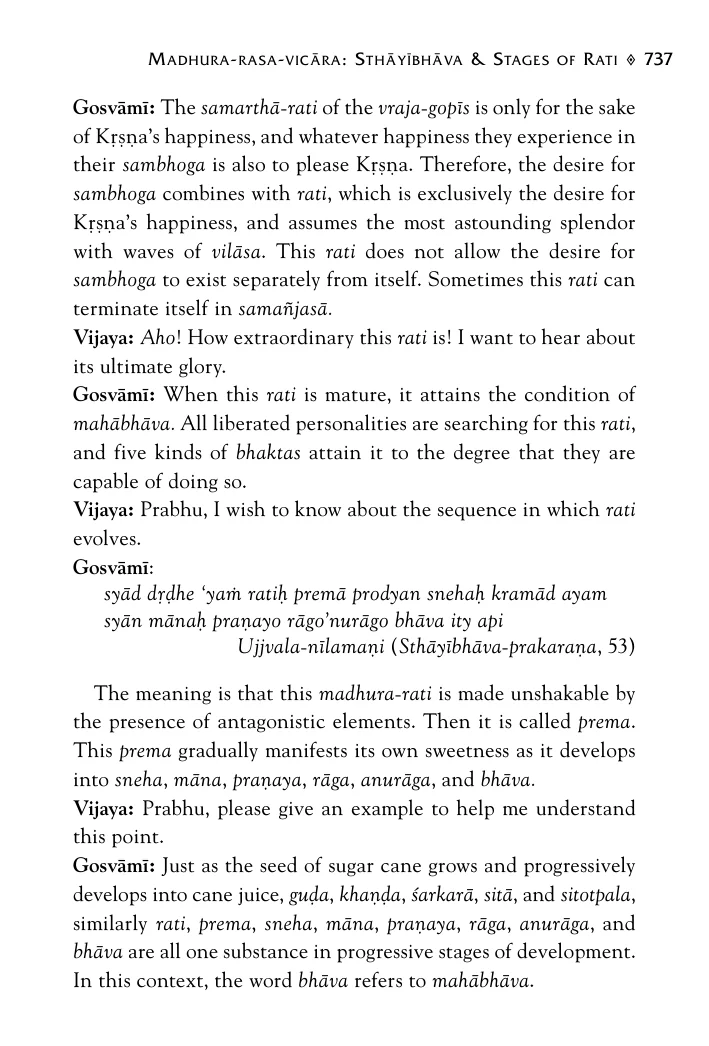 MADHURA-RASA-VICĀRA: STHĀYĪBHĀVA & STAGES OF RATI ◊ 737
Gosvāmī: The samarthā-rati of the vraja-gopīs is only for the sake
of Kṛṣṇa’s happiness, and whatever happiness they experience in
their sambhoga is also to please Kṛṣṇa. Therefore, the desire for
sambhoga combines with rati, which is exclusively the desire for
Kṛṣṇa’s happiness, and assumes the most astounding splendor
with waves of vilāsa. This rati does not allow the desire for
sambhoga to exist separately from itself. Sometimes this rati can
terminate itself in samañjasā.
Vijaya: Aho! How extraordinary this rati is! I want to hear about
its ultimate glory.
Gosvāmī: When this rati is mature, it attains the condition of
mahābhāva. All liberated personalities are searching for this rati,
and five kinds of bhaktas attain it to the degree that they are
capable of doing so.
Vijaya: Prabhu, I wish to know about the sequence in which rati
evolves.
Gosvāmī:
syād dṛḍhe ‘yaṁ ratiḥ premā prodyan snehaḥ kramād ayam
syān mānaḥ praṇayo rāgo’nurāgo bhāva ity api
Ujjvala-nīlamaṇi (Sthāyībhāva-prakaraṇa, 53)
The meaning is that this madhura-rati is made unshakable by
the presence of antagonistic elements. Then it is called prema.
This prema gradually manifests its own sweetness as it develops
into sneha, māna, praṇaya, rāga, anurāga, and bhāva.
Vijaya: Prabhu, please give an example to help me understand
this point.
Gosvāmī: Just as the seed of sugar cane grows and progressively
develops into cane juice, guḍa, khaṇḍa, śarkarā, sitā, and sitotpala,
similarly rati, prema, sneha, māna, praṇaya, rāga, anurāga, and
bhāva are all one substance in progressive stages of development.
In this context, the word bhāva refers to mahābhāva.